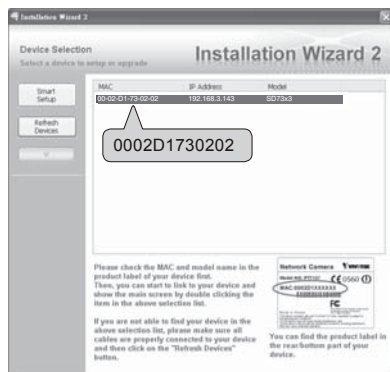 Installation Wizard 2
Device Selection
Select a device to setup or upgrade
Installation Wizard 2
Smart
Setup
Refresh
Devices
MAC IP Address Model
00-02-D1-73-02-02 192.168.3.143 SD73x3
0002D1730202
Please check the MAC and model name in the
product label of your device first.
Then, you can start to link to your device and
show the main screen by double clicking the
item in the above selection list.
If you are not able to find your device in the
above selection list, please make sure all
cables are properly connected to your device
and then click on the "Refresh Devices"
button.
Network Camera
0560
MAC:0002D1XXXXXX
FC
You can find the product label in
the rear/bottom part of your
device.